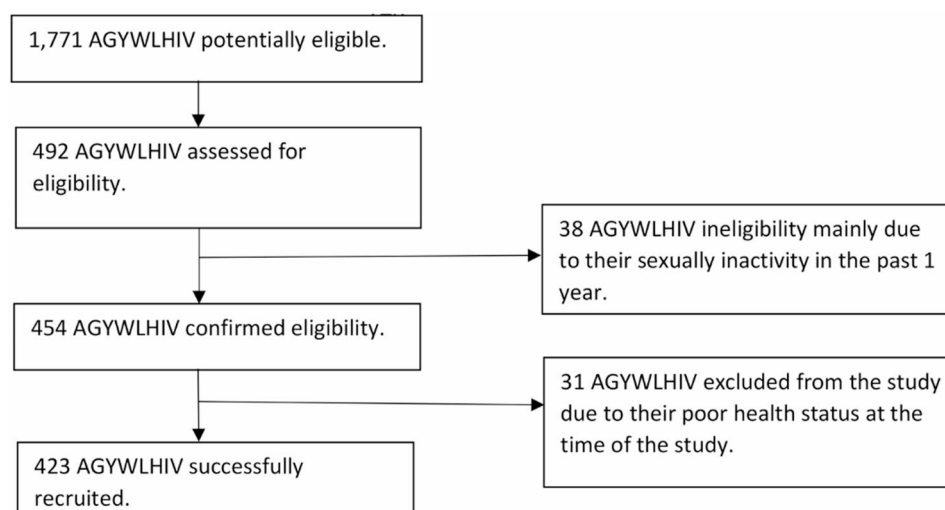 1,771 AGYWLHIV potentially eligible.
492 AGYWLHIV assessed for
eligibility.
38 AGYWLHIV ineligibility mainly due
to their sexually inactivity in the past 1
year.
454 AGYWLHIV confirmed eligibility.
31 AGYWLHIV excluded from the study
due to their poor health status at the
time of the study.
423 AGYWLHIV successfully
recruited.